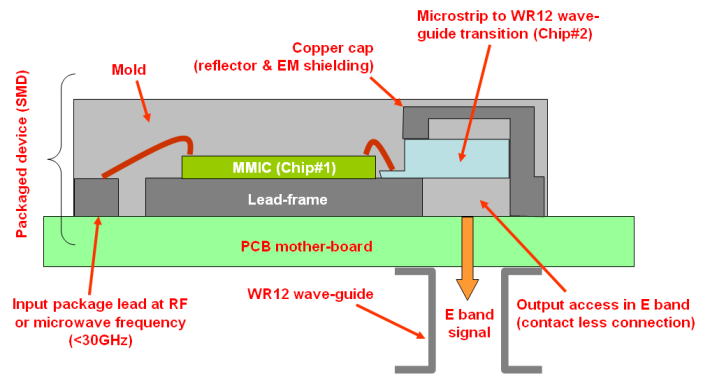 Microstrip to WR12 wave-
guide transition (Chip#2)
Copper cap
(reflector & EM shielding)
Mold
Packaged device (SMD)
MMIC (Chip#1)
Lead-frame
PCB mother-board
Input package lead at RF
or microwave frequency
(<30GHz)
WR12 wave-guide
E band
signal
Output access in E band
(contact less connection)